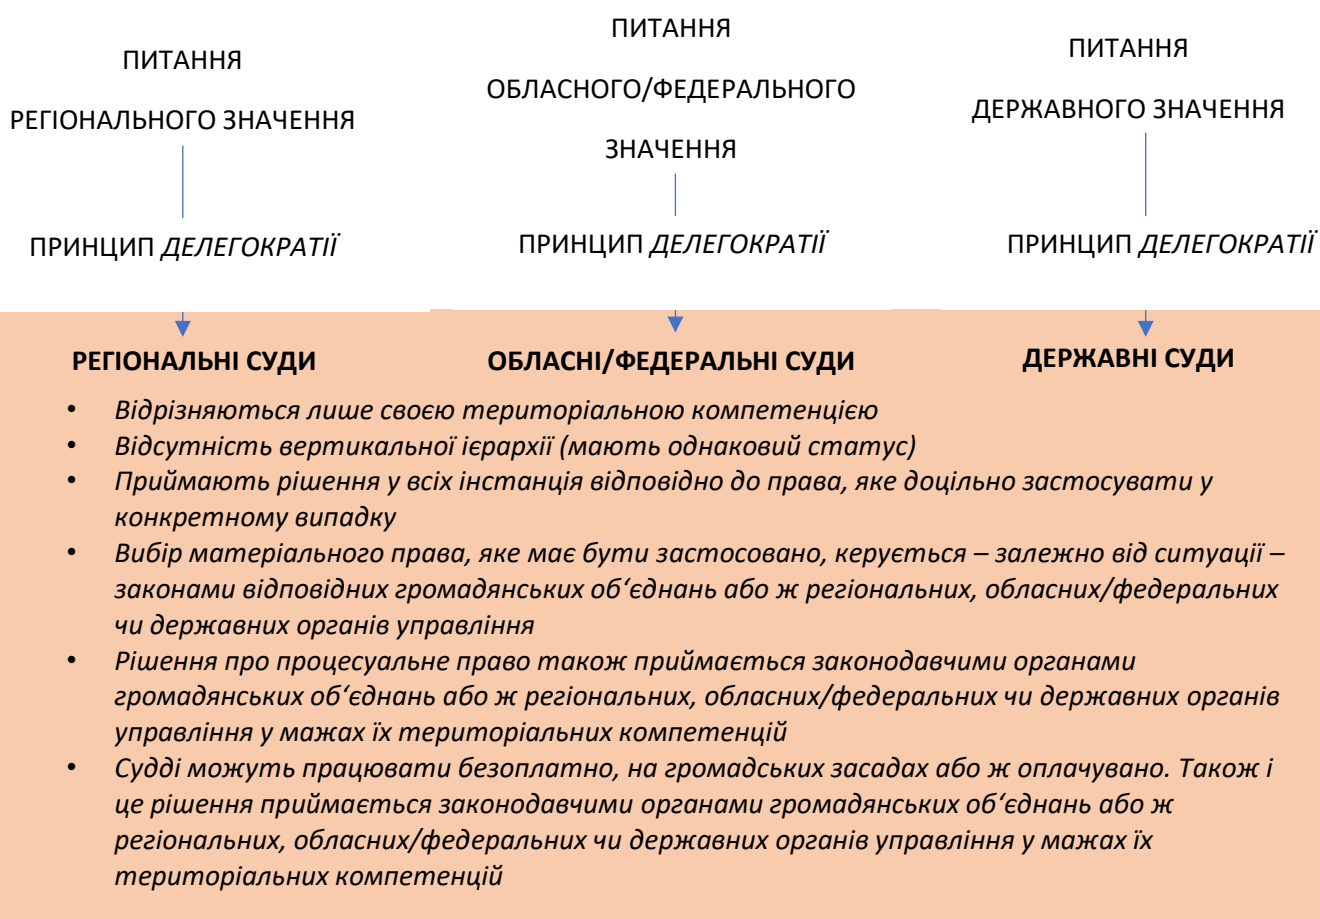 ПИТАННЯ
РЕГІОНАЛЬНОГО ЗНАЧЕННЯ
ПРИНЦИП ДЕЛЕГОКРАТІЇ
ПИТАННЯ
ОБЛАСНОГО/ФЕДЕРАЛЬНОГО
ЗНАЧЕННЯ
ПРИНЦИП ДЕЛЕГОКРАТІЇ
ПИТАННЯ
ДЕРЖАВНОГО ЗНАЧЕННЯ
ПРИНЦИП ДЕЛЕГОКРАТІЇ
РЕГІОНАЛЬНІ СУДИ
ОБЛАСНІ/ФЕДЕРАЛЬНІ СУДИ
ДЕРЖАВНІ СУДИ
• Відрізняються лише своєю територіальною компетенцією
• Відсутність вертикальної ієрархії (мають однаковий статус)
• Приймають рішення у всіх інстанція відповідно до права, яке доцільно застосувати у
конкретному випадку
• Вибір матеріального права, яке має бути застосовано, керується – залежно від ситуації –
законами відповідних громадянських об‘єднань або ж регіональних, обласних/федеральних
чи державних органів управління
• Рішення про процесуальне право також приймається законодавчими органами
громадянських об‘єднань або ж регіональних, обласних/федеральних чи державних органів
управління у мажах їх територіальних компетенцій
• Судді можуть працювати безоплатно, на громадських засадах або ж оплачувано. Також і
це рішення приймається законодавчими органами громадянських об‘єднань або ж
регіональних, обласних/федеральних чи державних органів управління у мажах їх
територіальних компетенцій